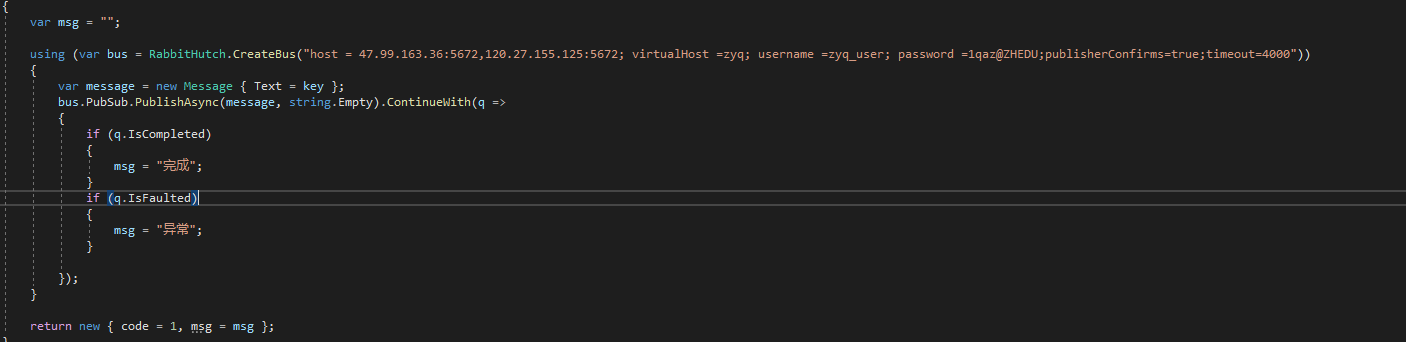 {
var msg = "";
using (var bus = RabbitHutch.CreateBus("host = 47.99.163.36:5672,120.27.155.125:5672; virtualHost =zyq; username =zyq_user; password =1qaz@ZHEDU;publisherConfirms=true;timeout=4000"))
{
var message = new Message { Text = key };
bus.PubSub.PublishAsync(message, string.Empty).ContinueWith(q =>
{
if (q.IsCompleted)
{
msg = "完成";
}
if (q.IsFaulted)
{
msg = "异常";
}
});
}
return new { code = 1, msg = msg };
}